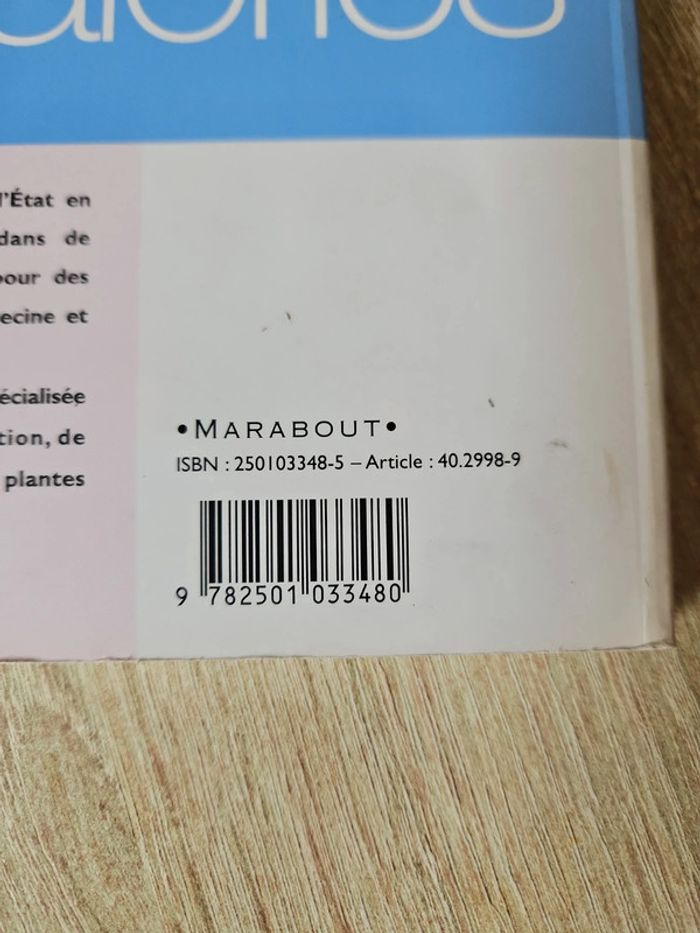 l'État en
dans de
pour des
ecine et
écialisée
tion, de
plantes
•MARABOUT•
ISBN : 250103348-5 – Article : 40.2998-9
9 782501 033480